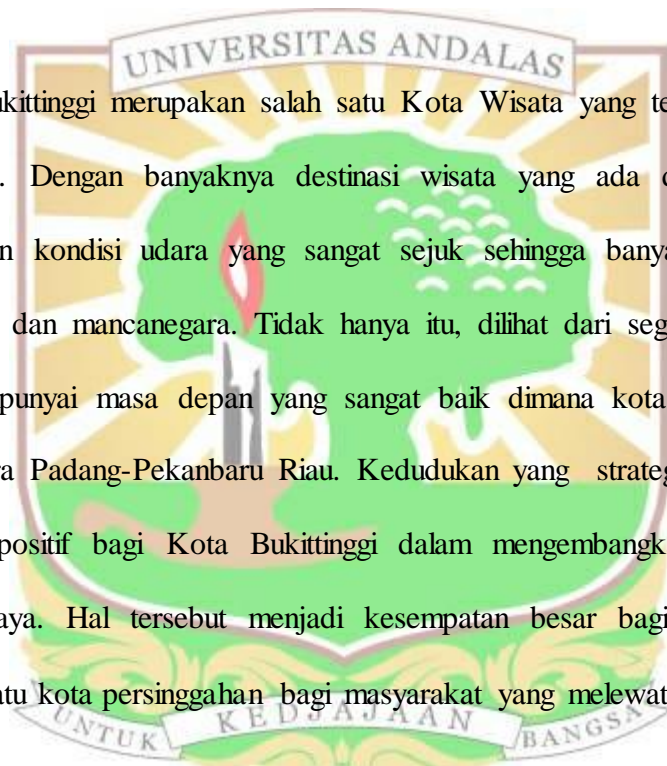 UNIVERSITAS ANDALAS
ukittinggi merupakan salah satu Kota Wisata yang te
. Dengan banyaknya destinasi wisata yang ada
n kondisi udara yang sangat sejuk sehingga banya
dan mancanegara. Tidak hanya itu, dilihat dari seg
punyai masa depan yang sangat baik dimana kota
ra Padang-Pekanbaru Riau. Kedudukan yang strateg
positif bagi Kota Bukittinggi dalam mengembangk
aya. Hal tersebut menjadi kesempatan besar bagi
atu kota persinggahan bagi masyarakat yang melewat
UNTUK KEDJAJAAN BANGSA